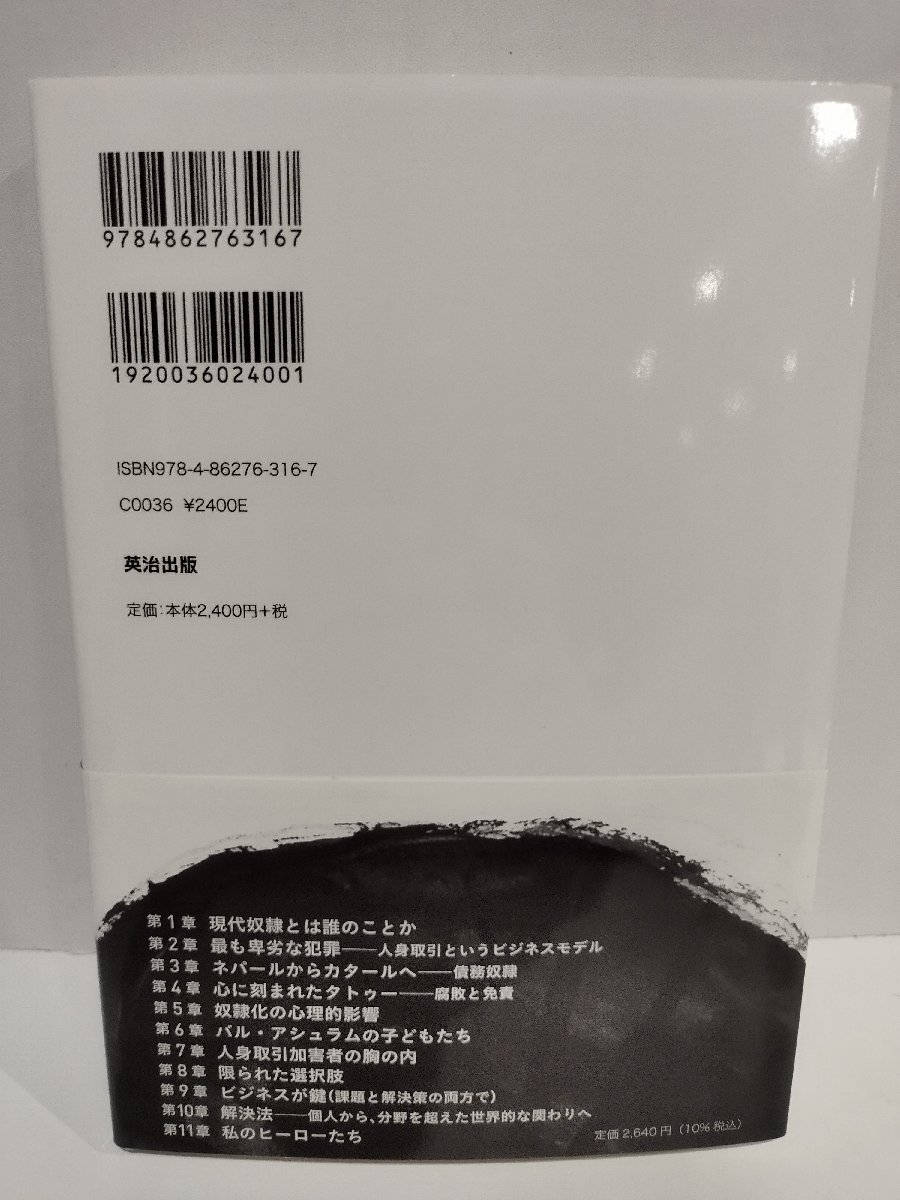 9784862763167
1920036024001
ISBN978-4-86276-316-7
C0036 ¥2400E
英治出版
定価:本体2,400円+税
第1章 現代奴隷とは誰のことか
第2章 最も卑劣な犯罪——人身取引というビジネスモデル
第3章 ネパールからカタールへ——債務奴隷
第4章 心に刻まれたタトゥー——腐敗と免責
第5章 奴隷化の心理的影響
第6章 バル・アシュラムの子どもたち
第7章 人身取引加害者の胸の内
第8章 限られた選択肢
第9章 ビジネスが鍵(課題と解決策の両方で)
第10章 解決法——個人から、分野を超えた世界的な関わりへ
第11章 私のヒーローたち
定価2,640円(10%税込)